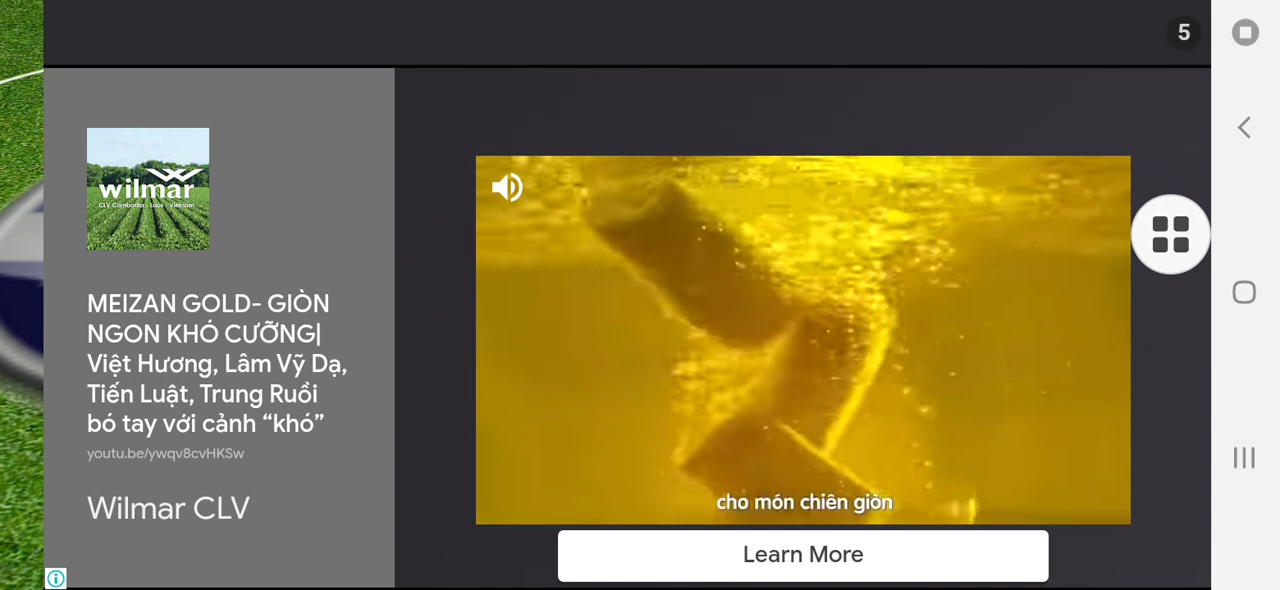 5
wilmar
CLV Cambodia - Laos - Vietnam
MEIZAN GOLD- GIÒN
NGON KHÓ CƯỠNG|
Việt Hương, Lâm Vỹ Dạ,
Tiến Luật, Trung Ruồi
bó tay với cảnh “khó”
youtu.be/ywqv8cvHKSw
Wilmar CLV
cho món chiên giòn
Learn More